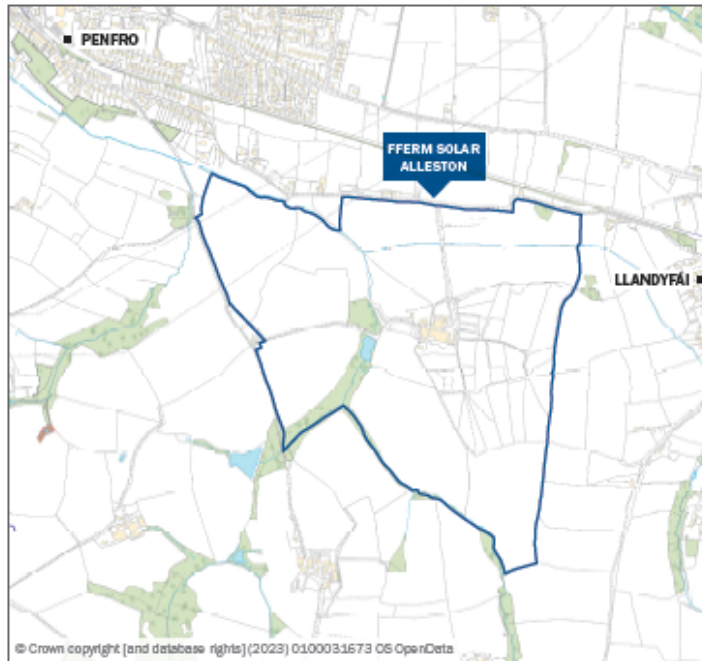 PENFRO
FFERM SOLAR
ALLESTON
LLANDYFÁI
© Crown copyright [and database rights] (2023) 0100031673 OS OpenData